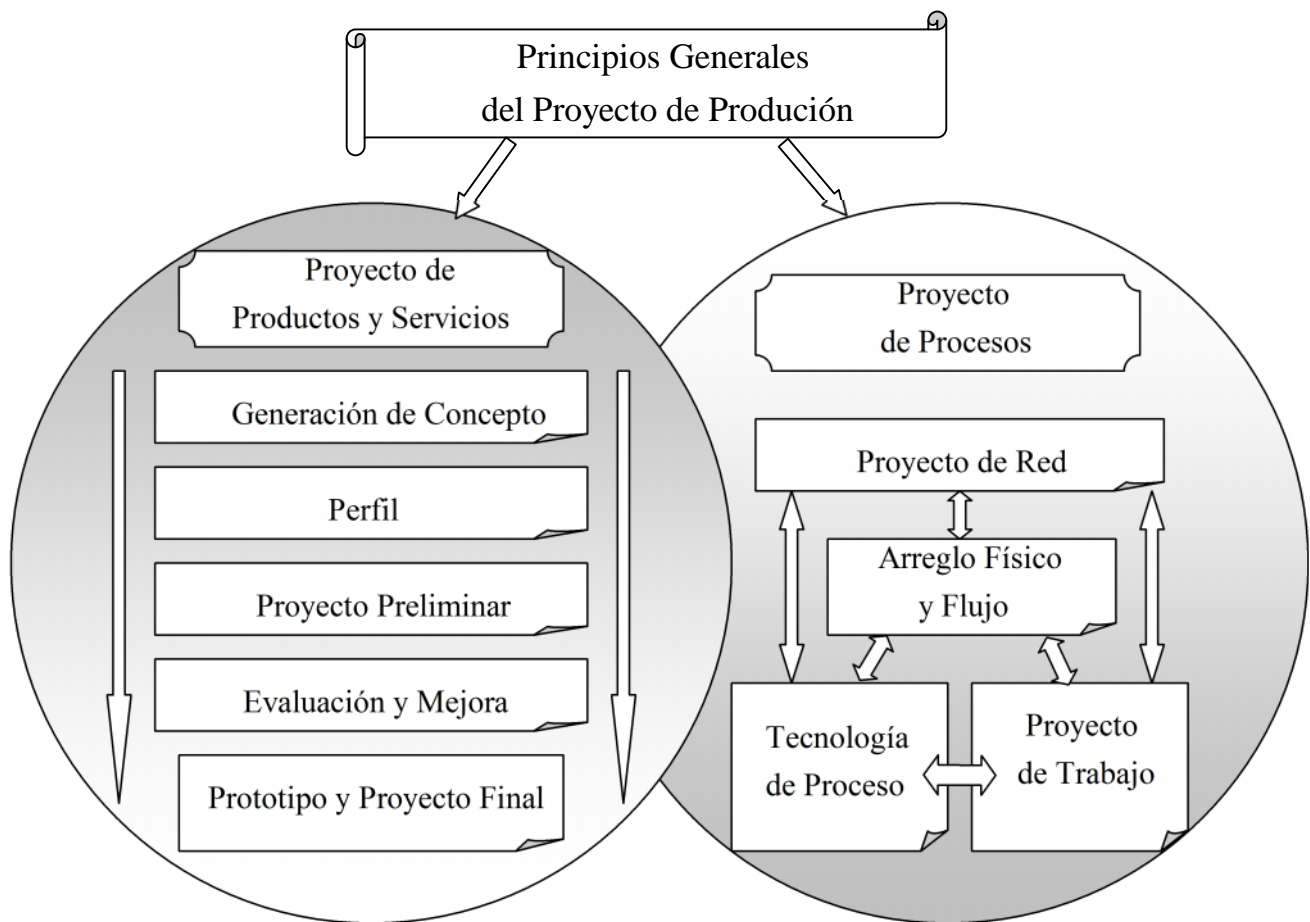 Principios Generales
del Proyecto de Produción
Proyecto de
Productos y Servicios
Generación de Concepto
Perfil
Proyecto Preliminar
Evaluación y Mejora
Prototipo y Proyecto Final
Proyecto
de Procesos
Proyecto de Red
Arreglo Físico
y Flujo
Tecnología
de Proceso
Proyecto
de Trabajo